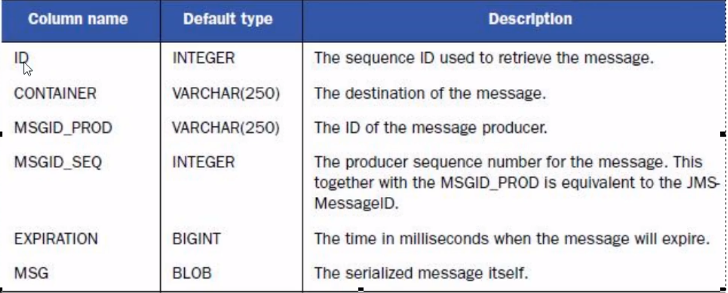 Column name Default type Description
ID INTEGER The sequence ID used to retrieve the message.
CONTAINER VARCHAR(250) The destination of the message.
MSGID_PROD VARCHAR(250) The ID of the message producer.
MSGID_SEQ INTEGER The producer sequence number for the message. This
together with the MSGID_PROD is equivalent to the JMS-
MessageID.
EXPIRATION BIGINT The time in milliseconds when the message will expire.
MSG BLOB The serialized message itself.